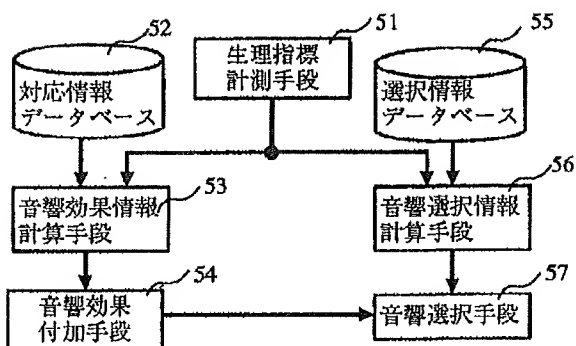 52
51
55
生理指標
計測手段
対応情報
データベース
選択情報
データベース
53
56
音響効果情報
計算手段
音響選択情報
計算手段
54
57
音響効果
付加手段
音響選択手段